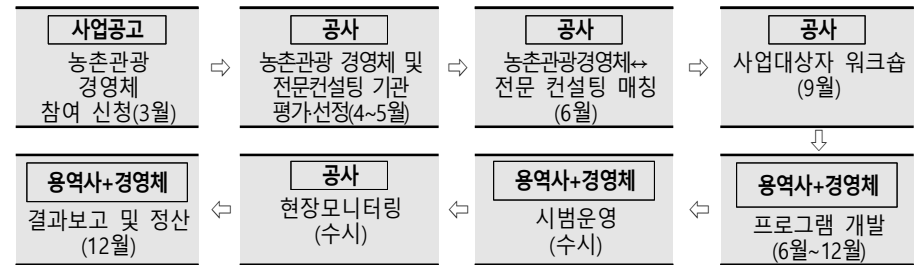 사업공고
농촌관광
경영체
참여 신청(3월)
⇨
공사
농촌관광 경영체 및
전문컨설팅 기관
평가·선정(4~5월)
⇨
공사
농촌관광경영체↔
전문 컨설팅 매칭
(6월)
⇨
공사
사업대상자 워크숍
(9월)
⇩
용역사+경영체
프로그램 개발
(6월~12월)
⇦
용역사+경영체
시범운영
(수시)
⇦
공사
현장모니터링
(수시)
⇦
용역사+경영체
결과보고 및 정산
(12월)